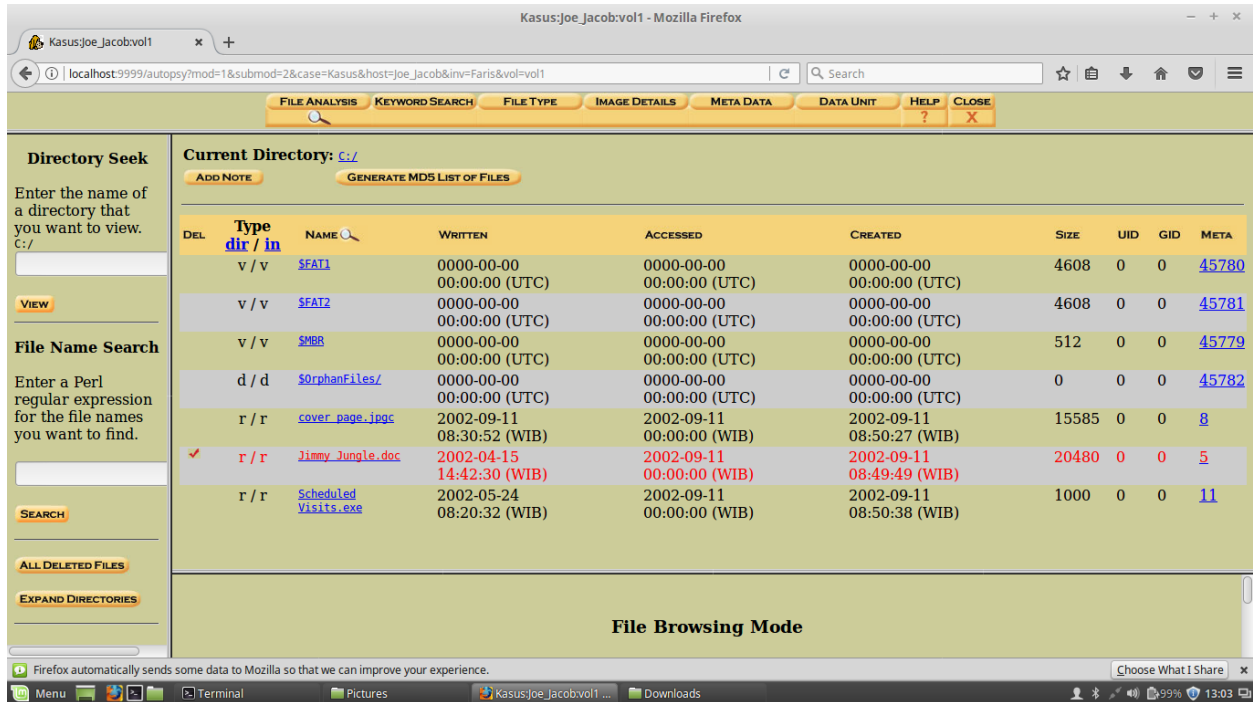 Kasus:Joe_Jacob:vol1 - Mozilla Firefox
Kasus:Joe_Jacob:vol1
localhost:9999/autopsy?mod=1&submod=2&case=Kasus&host=Joe_Jacob&inv=Faris&vol=vol1
Search
FILE ANALYSIS KEYWORD SEARCH FILE TYPE IMAGE DETAILS META DATA DATA UNIT HELP CLOSE
? X
Directory Seek
Enter the name of
a directory that
you want to view.
C:/
VIEW
File Name Search
Enter a Perl
regular expression
for the file names
you want to find.
SEARCH
ALL DELETED FILES
EXPAND DIRECTORIES
Current Directory: C:/
ADD NOTE GENERATE MD5 LIST OF FILES
DEL Type dir / in NAME WRITTEN ACCESSED CREATED SIZE UID GID META
v / v $FAT1 0000-00-00 0000-00-00 0000-00-00 4608 0 0 45780
00:00:00 (UTC) 00:00:00 (UTC) 00:00:00 (UTC)
v / v $FAT2 0000-00-00 0000-00-00 0000-00-00 4608 0 0 45781
00:00:00 (UTC) 00:00:00 (UTC) 00:00:00 (UTC)
v / v $MBR 0000-00-00 0000-00-00 0000-00-00 512 0 0 45779
00:00:00 (UTC) 00:00:00 (UTC) 00:00:00 (UTC)
d / d $OrphanFiles/ 0000-00-00 0000-00-00 0000-00-00 0 0 0 45782
00:00:00 (UTC) 00:00:00 (UTC) 00:00:00 (UTC)
r / r cover page.jpgc 2002-09-11 2002-09-11 2002-09-11 15585 0 0 8
08:30:52 (WIB) 00:00:00 (WIB) 08:50:27 (WIB)
r / r Jimmy Jungle.doc 2002-04-15 2002-09-11 2002-09-11 20480 0 0 5
14:42:30 (WIB) 00:00:00 (WIB) 08:49:49 (WIB)
r / r Scheduled 2002-05-24 2002-09-11 2002-09-11 1000 0 0 11
Visits.exe 08:20:32 (WIB) 00:00:00 (WIB) 08:50:38 (WIB)
File Browsing Mode
Firefox automatically sends some data to Mozilla so that we can improve your experience. Choose What I Share
Menu Terminal Pictures Kasus:Joe_Jacob:vol1 ... Downloads 99% 13:03